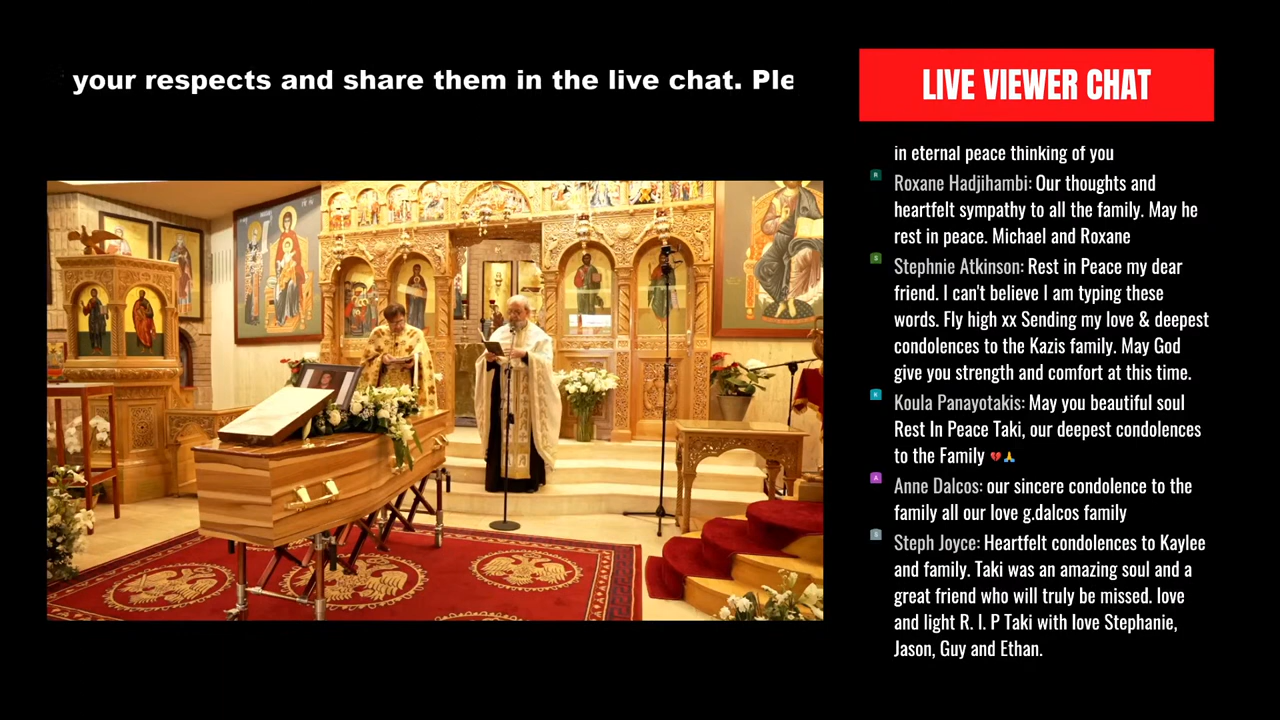 your respects and share them in the live chat. Ple
LIVE VIEWER CHAT
in eternal peace thinking of you
Roxane Hadjihambi: Our thoughts and
heartfelt sympathy to all the family. May he
rest in peace. Michael and Roxane
Stephnie Atkinson: Rest in Peace my dear
friend. I can't believe I am typing these
words. Fly high xx Sending my love & deepest
condolences to the Kazis family. May God
give you strength and comfort at this time.
Koula Panayotakis: May you beautiful soul
Rest In Peace Taki, our deepest condolences
to the Family 💔🙏
Anne Dalcos: our sincere condolence to the
family all our love g.dalcos family
Steph Joyce: Heartfelt condolences to Kaylee
and family. Taki was an amazing soul and a
great friend who will truly be missed. love
and light R. I. P Taki with love Stephanie,
Jason, Guy and Ethan.